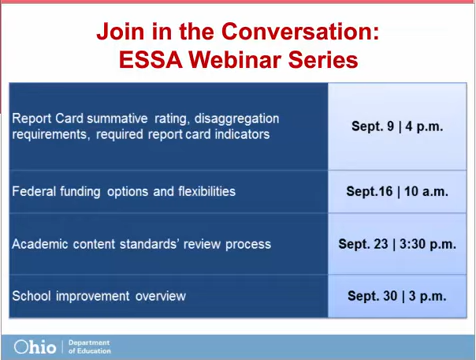 Join in the Conversation:
ESSA Webinar Series
Report Card summative rating, disaggregation
requirements, required report card indicators
Sept. 9 | 4 p.m.
Federal funding options and flexibilities
Sept.16 | 10 a.m.
Academic content standards' review process
Sept. 23 | 3:30 p.m.
School improvement overview
Sept. 30 | 3 p.m.
Ohio
Department
of Education